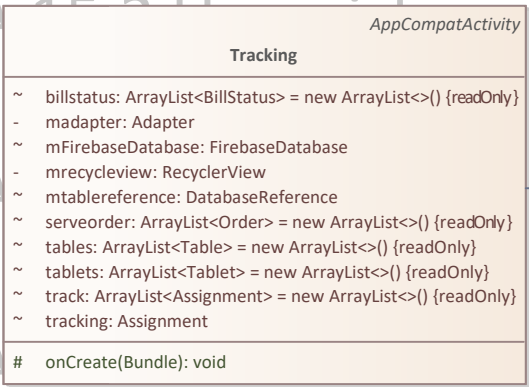 AppCompatActivity
Tracking
~ billstatus: ArrayList<BillStatus> = new ArrayList<>() {readOnly}
- madapter: Adapter
~ mFirebaseDatabase: FirebaseDatabase
- mrecycleview: RecyclerView
~ mtablereference: DatabaseReference
~ serveorder: ArrayList<Order> = new ArrayList<>() {readOnly}
~ tables: ArrayList<Table> = new ArrayList<>() {readOnly}
~ tablets: ArrayList<Tablet> = new ArrayList<>() {readOnly}
~ track: ArrayList<Assignment> = new ArrayList<>() {readOnly}
~ tracking: Assignment
# onCreate(Bundle): void